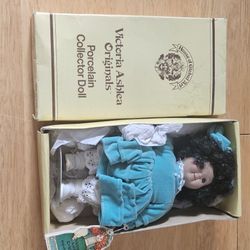 Victoria Ashlea
Originals
Porcelain
Collector Doll